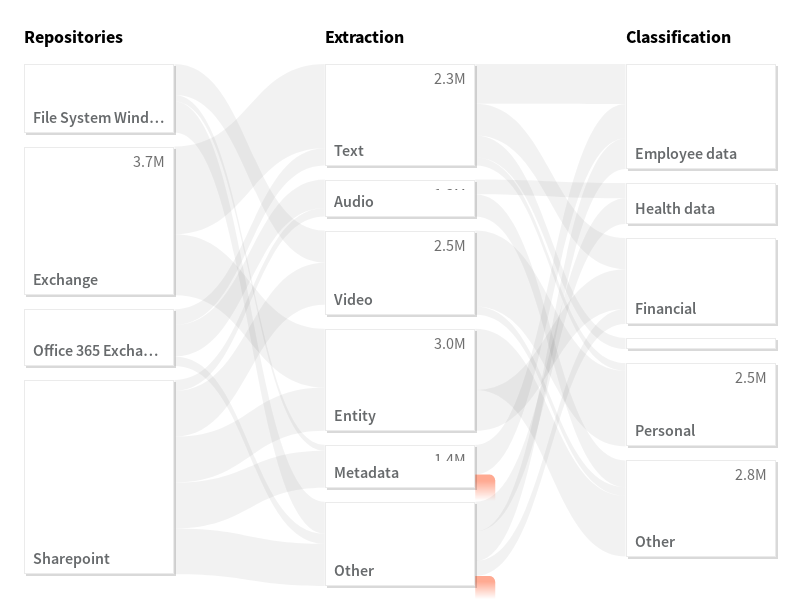 Repositories
Extraction
Classification
File System Wind…
3.7M
Exchange
Office 365 Excha…
Sharepoint
2.3M
Text
Audio
2.5M
Video
3.0M
Entity
1.4M
Metadata
Other
Employee data
Health data
Financial
2.5M
Personal
2.8M
Other